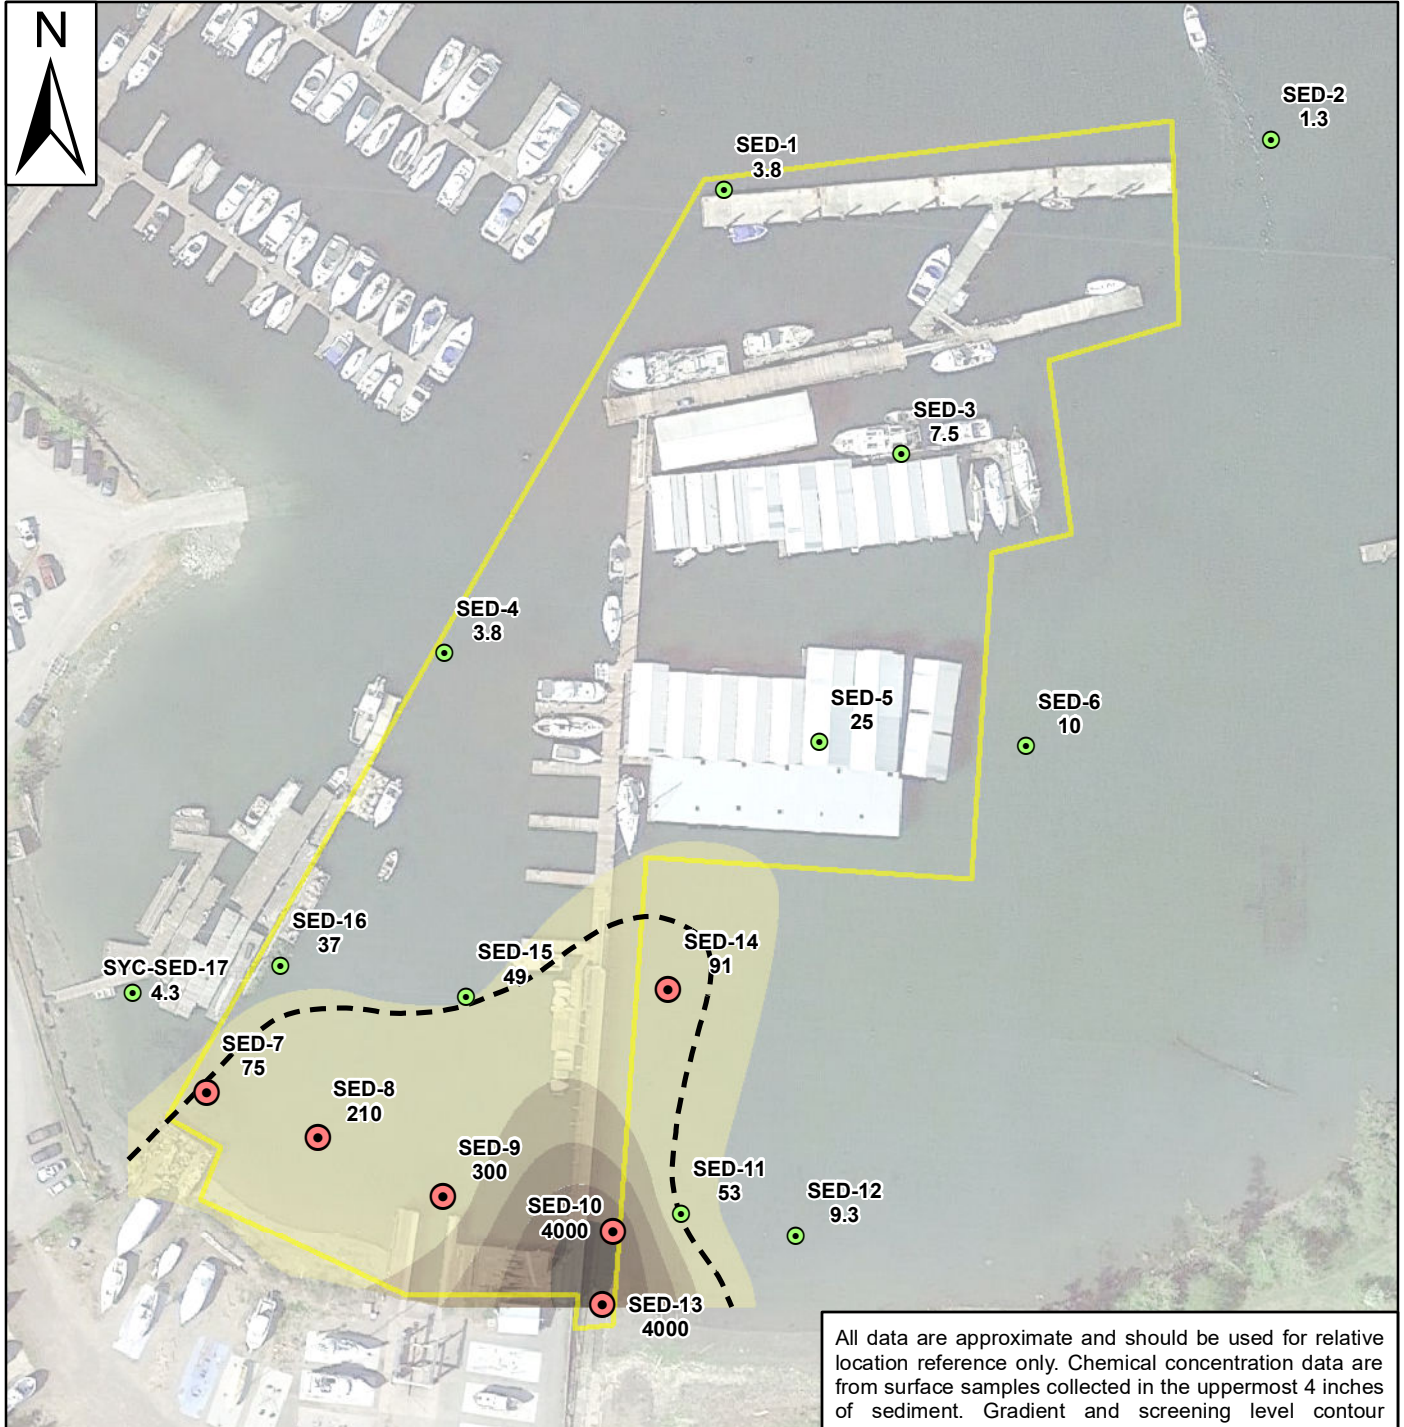 N
SED-2
1.3
SED-1
3.8
SED-3
7.5
SED-4
3.8
SED-5
25
SED-6
10
SED-16
37
SED-15
49
SED-14
91
SYC-SED-17
4.3
SED-7
75
SED-8
210
SED-9
300
SED-10
4000
SED-11
53
SED-12
9.3
SED-13
4000
All data are approximate and should be used for relative
location reference only. Chemical concentration data are
from surface samples collected in the uppermost 4 inches
of sediment. Gradient and screening level contour